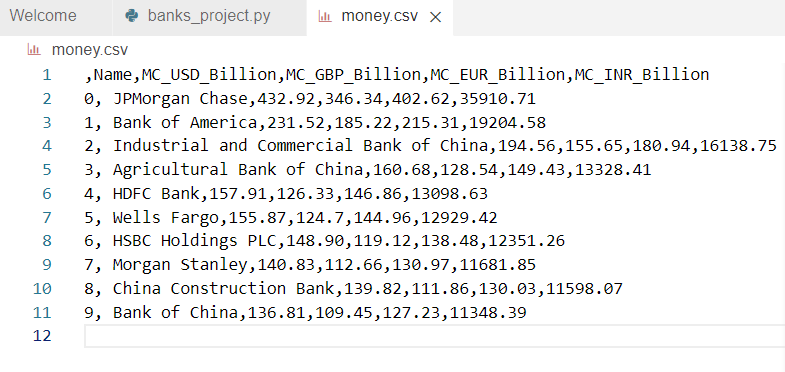 Welcome banks_project.py money.csv
money.csv
1 ,Name,MC_USD_Billion,MC_GBP_Billion,MC_EUR_Billion,MC_INR_Billion
2 0, JPMorgan Chase,432.92,346.34,402.62,35910.71
3 1, Bank of America,231.52,185.22,215.31,19204.58
4 2, Industrial and Commercial Bank of China,194.56,155.65,180.94,16138.75
5 3, Agricultural Bank of China,160.68,128.54,149.43,13328.41
6 4, HDFC Bank,157.91,126.33,146.86,13098.63
7 5, Wells Fargo,155.87,124.7,144.96,12929.42
8 6, HSBC Holdings PLC,148.90,119.12,138.48,12351.26
9 7, Morgan Stanley,140.83,112.66,130.97,11681.85
10 8, China Construction Bank,139.82,111.86,130.03,11598.07
11 9, Bank of China,136.81,109.45,127.23,11348.39
12